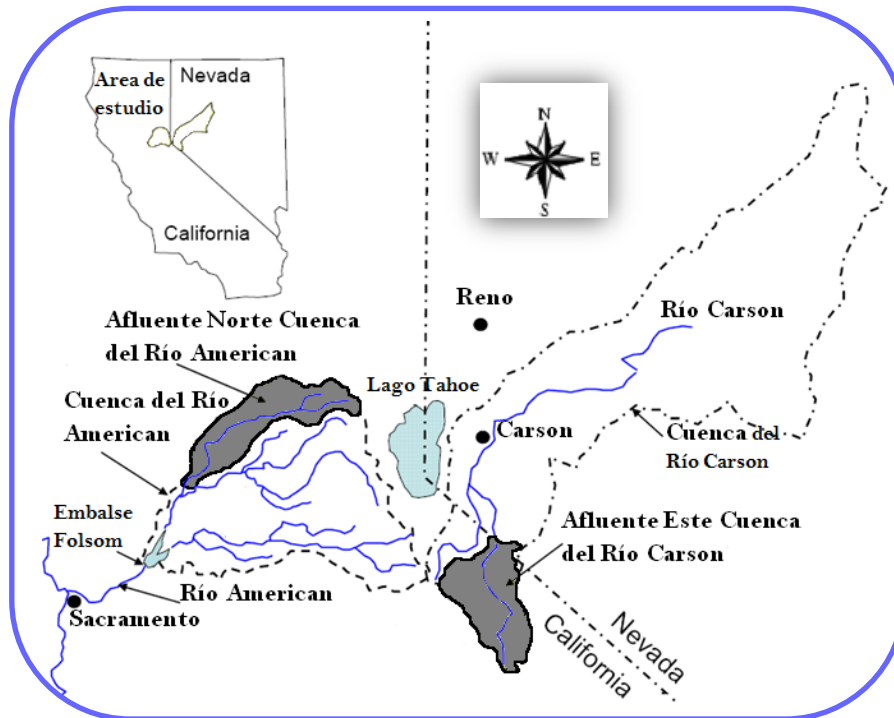 Area de
estudio
Nevada
California
N
W
E
S
Reno
Río Carson
Afluente Norte Cuenca
del Río American
Lago Tahoe
Cuenca del Río
American
Carson
Cuenca del
Río Carson
Embalse
Folsom
Afluente Este Cuenca
del Río Carson
Río American
Sacramento
Nevada
California